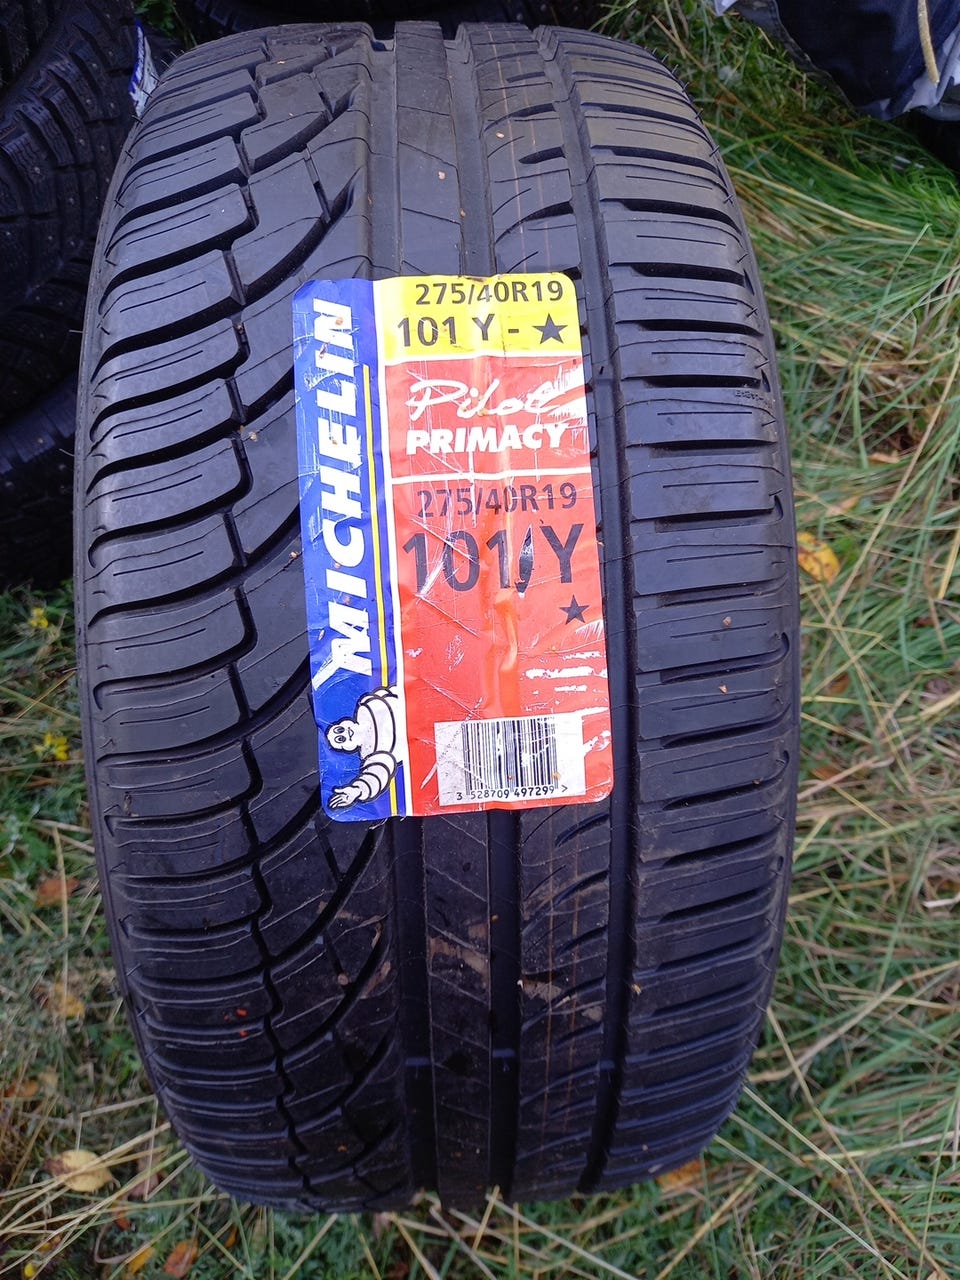 275/40R19
101 Y - ★
MICHELIN
Pilot
PRIMACY
275/40R19
101 Y
★
3 528709 497299 >